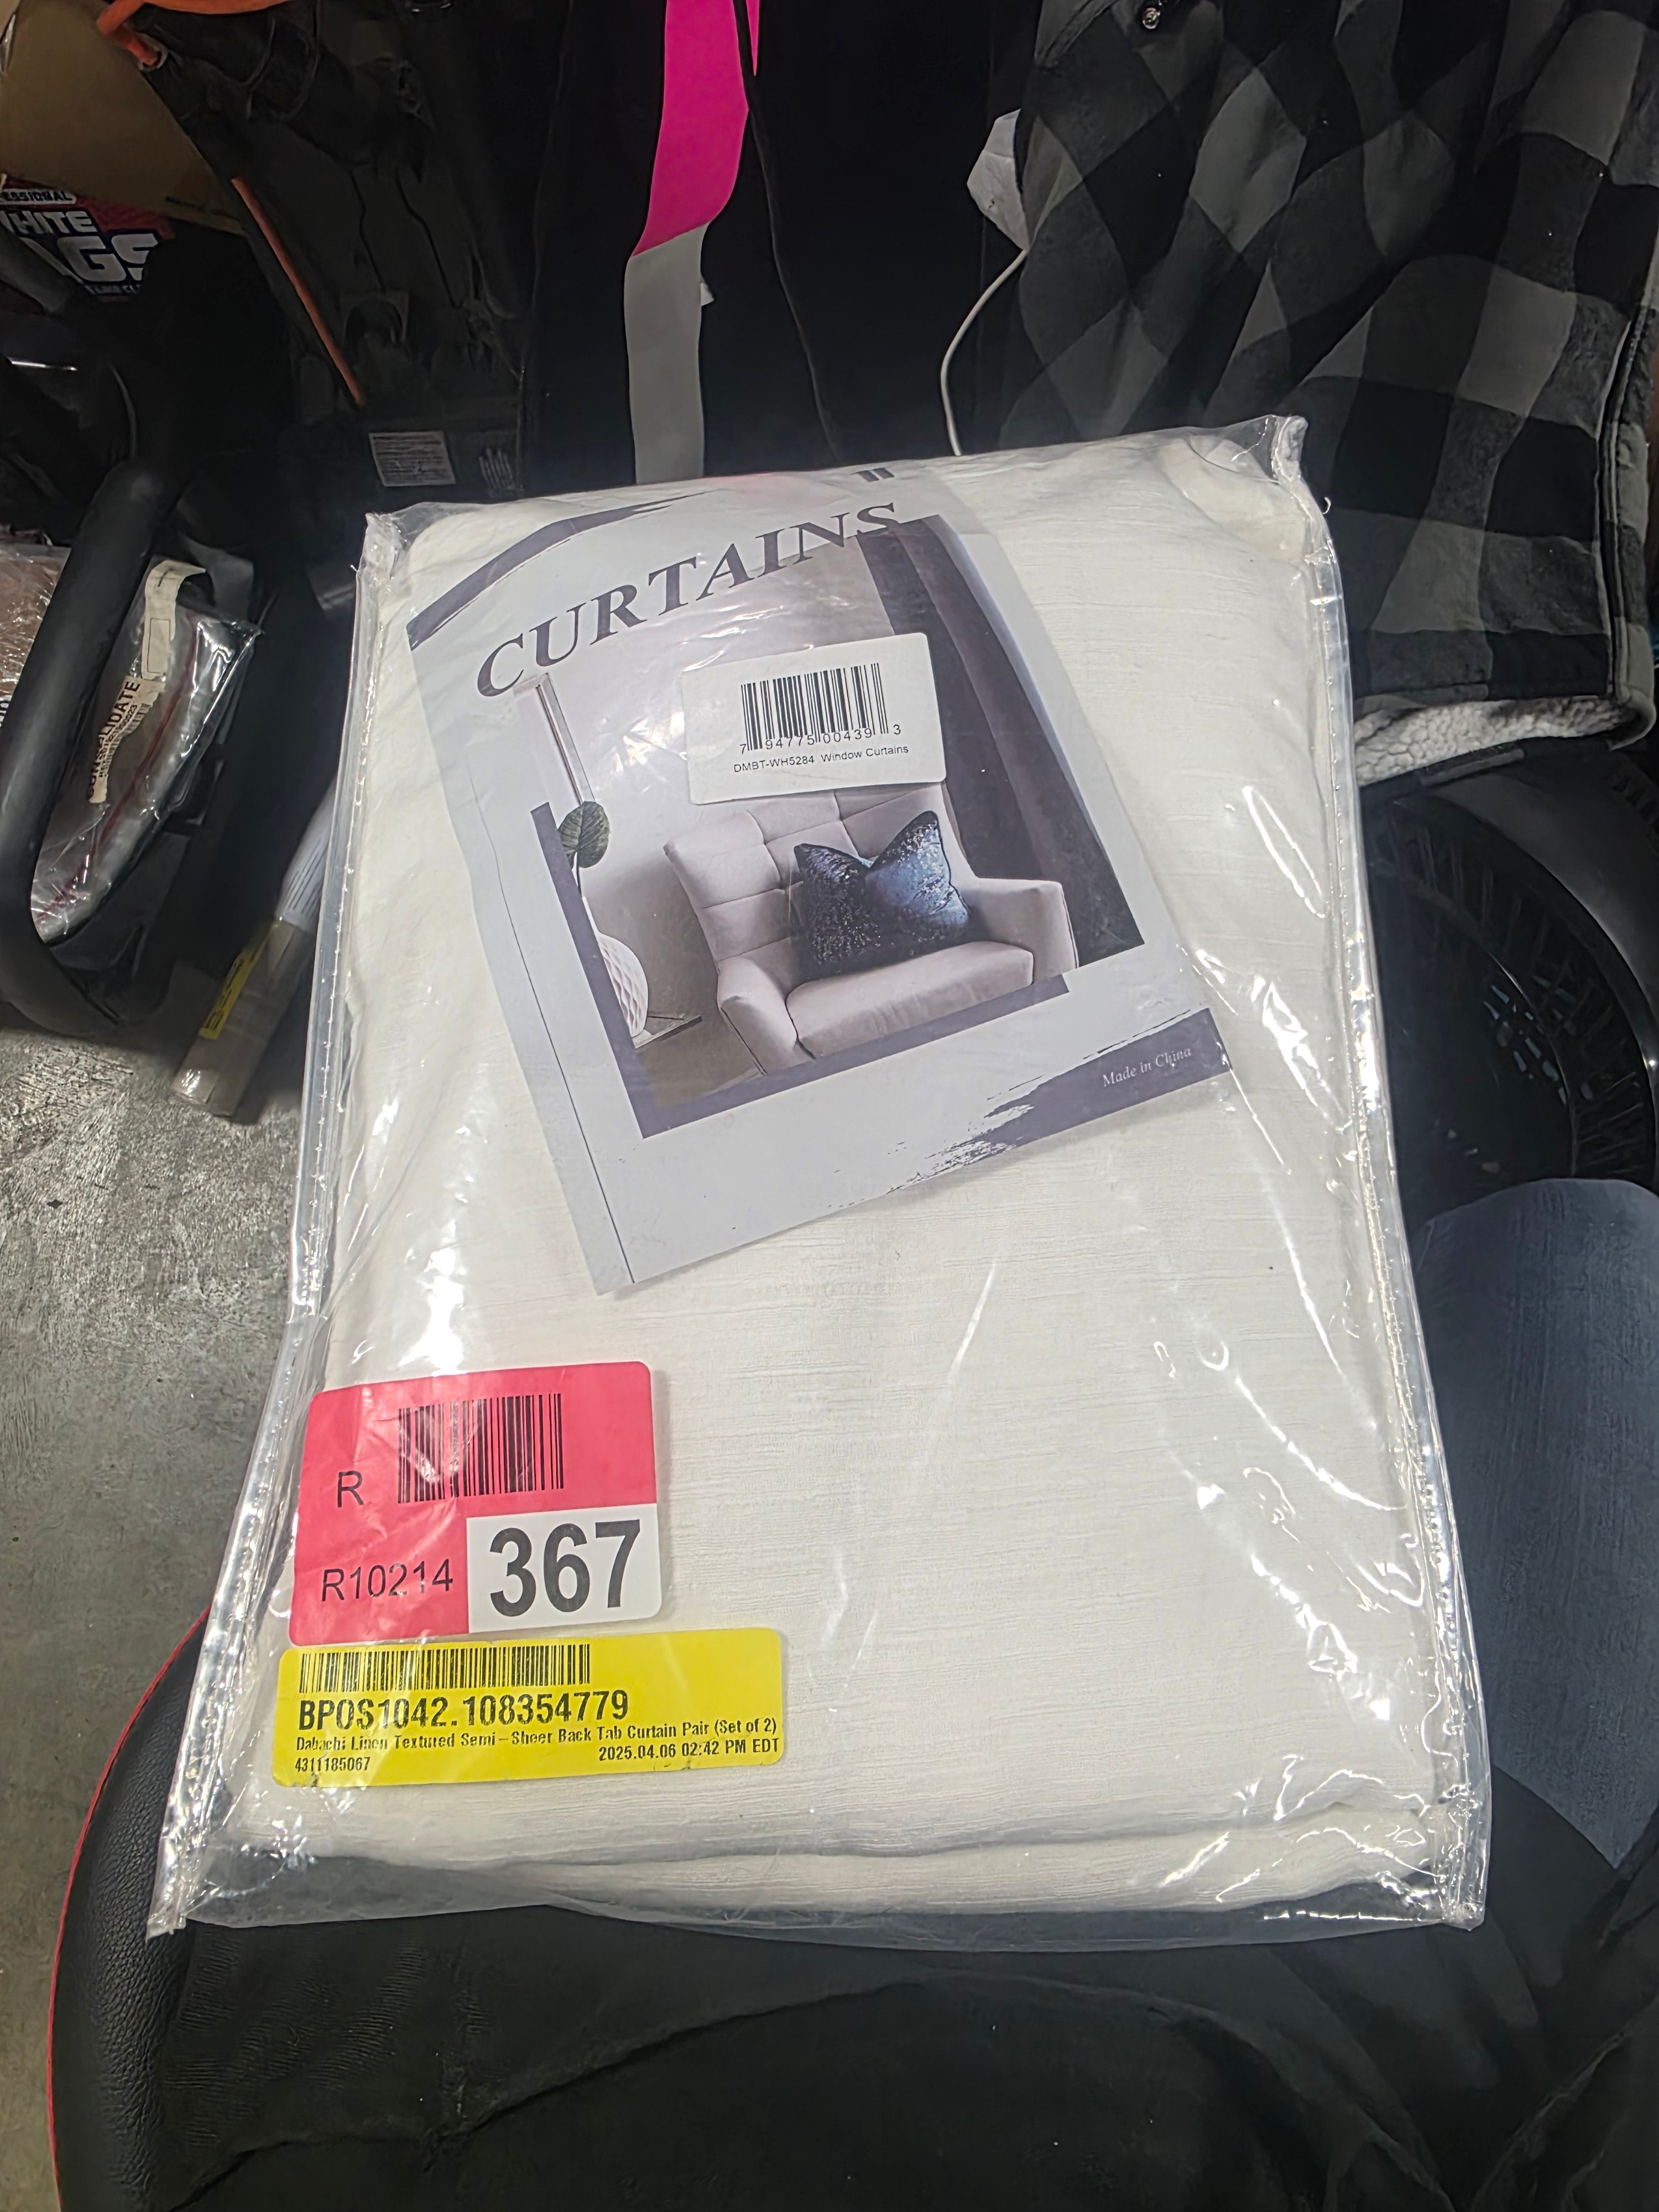 WHITE
CURTAINS
7 94775 00439 3
DMBT-WH5284 Window Curtains
Made in China
R
R10214
367
BPOS1042.108354779
Dabachi Linen Textured Semi-Sheer Back Tab Curtain Pair (Set of 2)
4311185067
2025.04.06 02:42 PM EDT